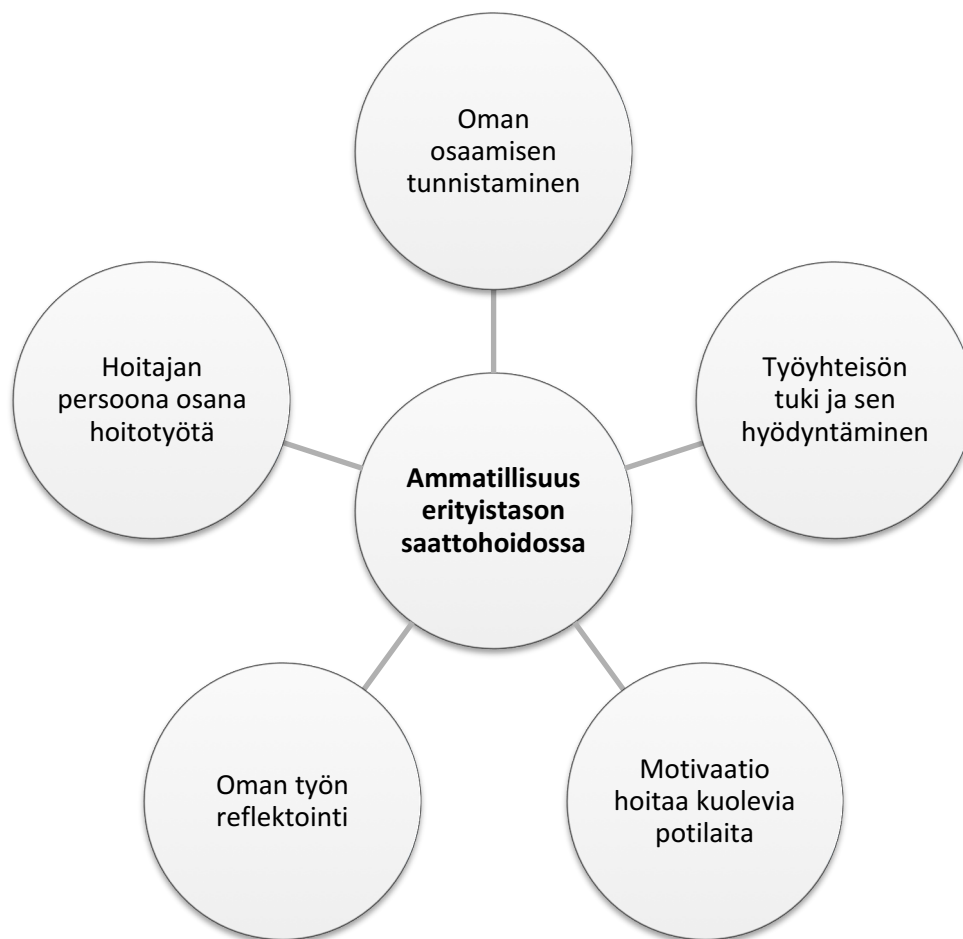 Oman
osaamisen
tunnistaminen
Hoitajan
persoona osana
hoitotyötä
Työyhteisön
tuki ja sen
hyödyntäminen
Ammatillisuus
erityistason
saattohoidossa
Oman työn
reflektointi
Motivaatio
hoitaa kuolevia
potilaita